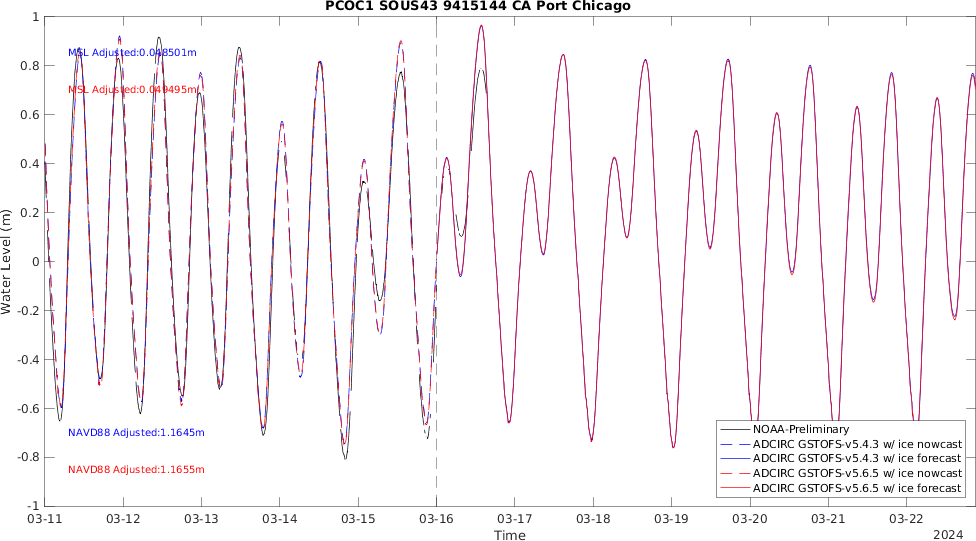 PCOC1 SOUS43 9415144 CA Port Chicago
Water Level (m)
1
0.8
0.6
0.4
0.2
0
-0.2
-0.4
-0.6
-0.8
-1
MSL Adjusted:0.048501m
MSL Adjusted:0.049495m
NAVD88 Adjusted:1.1645m
NAVD88 Adjusted:1.1655m
NOAA-Preliminary
ADCIRC GSTOFS-v5.4.3 w/ ice nowcast
ADCIRC GSTOFS-v5.4.3 w/ ice forecast
ADCIRC GSTOFS-v5.6.5 w/ ice nowcast
ADCIRC GSTOFS-v5.6.5 w/ ice forecast
03-11 03-12 03-13 03-14 03-15 03-16 03-17 03-18 03-19 03-20 03-21 03-22
Time
2024